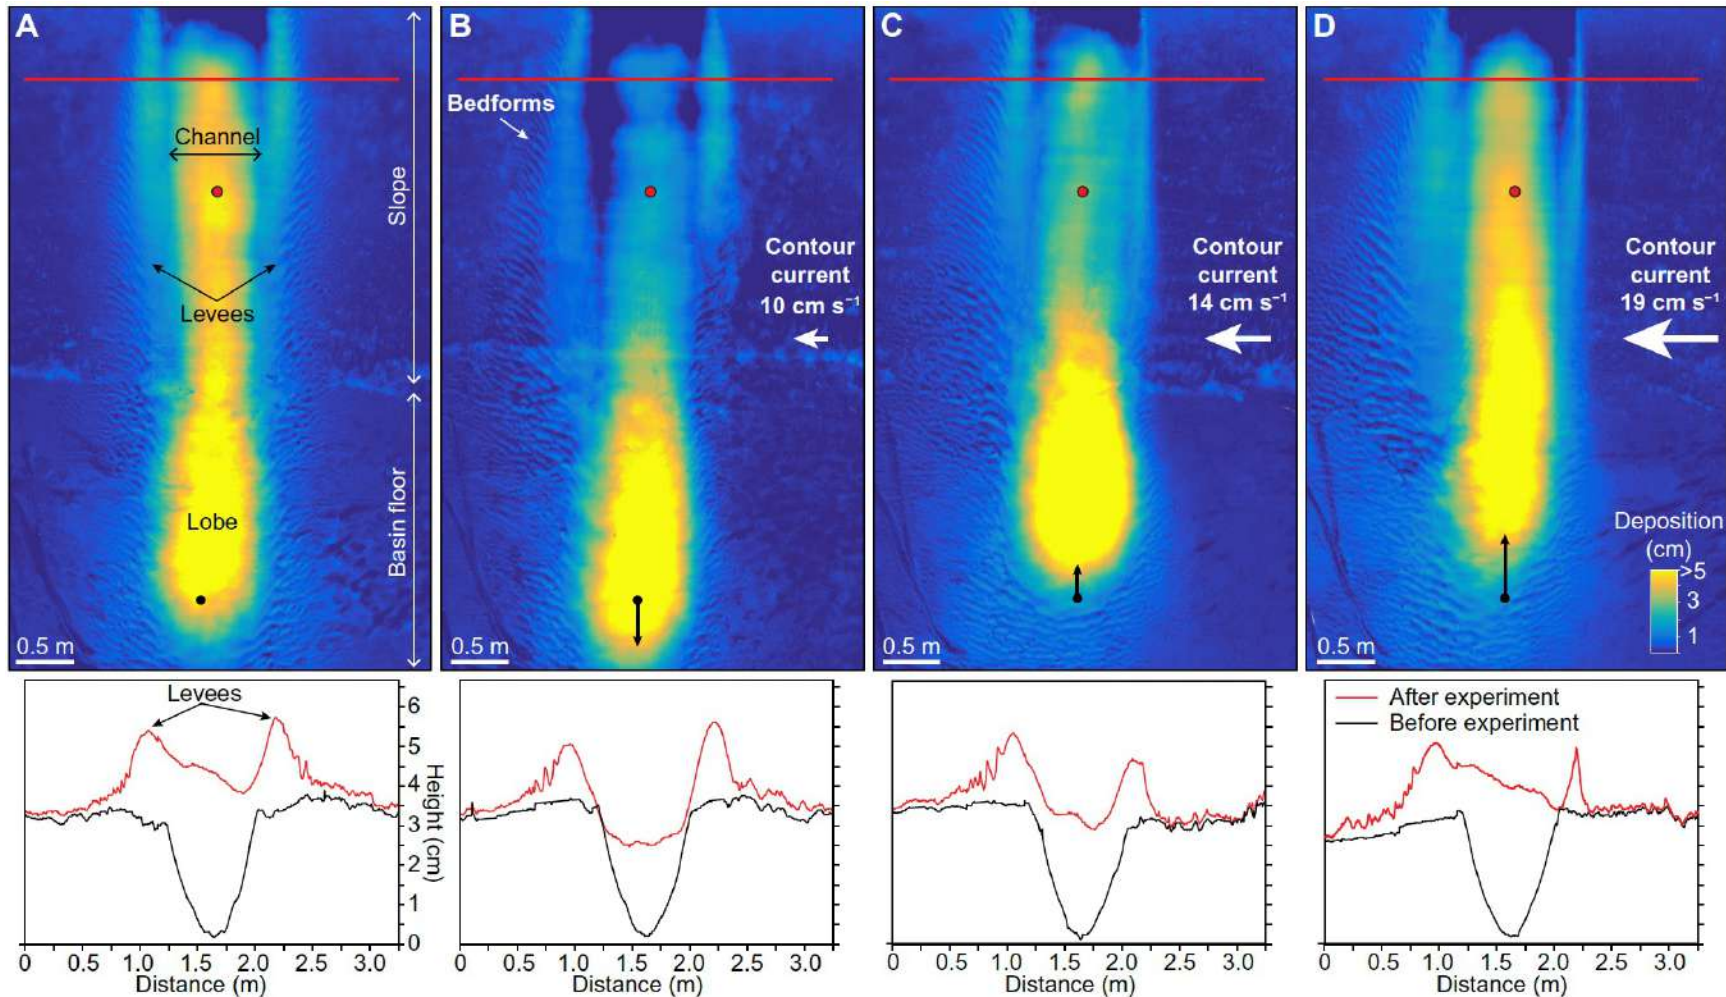 A
B
C
D
Bedforms
Channel
Slope
Levees
Contour
current
10 cm s⁻¹
Contour
current
14 cm s⁻¹
Contour
current
19 cm s⁻¹
Basin floor
Lobe
Deposition
(cm)
>5
3
1
0.5 m
0.5 m
0.5 m
0.5 m
Levees
After experiment
Before experiment
6
5
4
3
2
1
0
Height (cm)
0 0.5 1.0 1.5 2.0 2.5 3.0
Distance (m)
0 0.5 1.0 1.5 2.0 2.5 3.0
Distance (m)
0 0.5 1.0 1.5 2.0 2.5 3.0
Distance (m)
0 0.5 1.0 1.5 2.0 2.5 3.0
Distance (m)